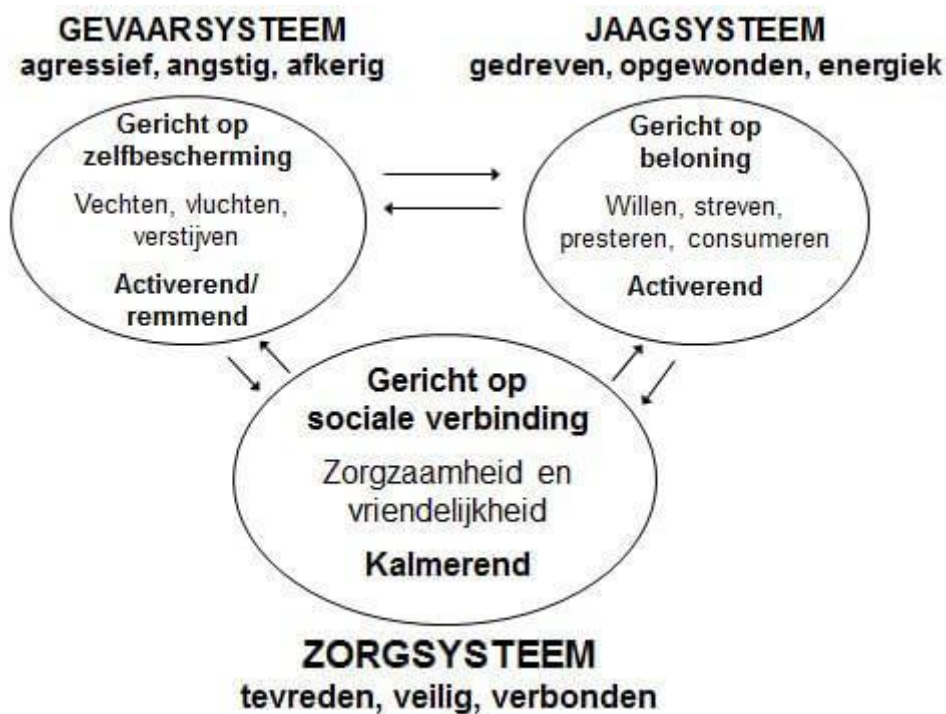 GEVAARSYSTEEM
agressief, angstig, afkerig
Gericht op
zelfbescherming
Vechten, vluchten,
verstijven
Activerend/
remmend
JAAGSYSTEEM
gedreven, opgewonden, energiek
Gericht op
beloning
Willen, streven,
presteren, consumeren
Activerend
Gericht op
sociale verbinding
Zorgzaamheid en
vriendelijkheid
Kalmerend
ZORGSYSTEEM
tevreden, veilig, verbonden